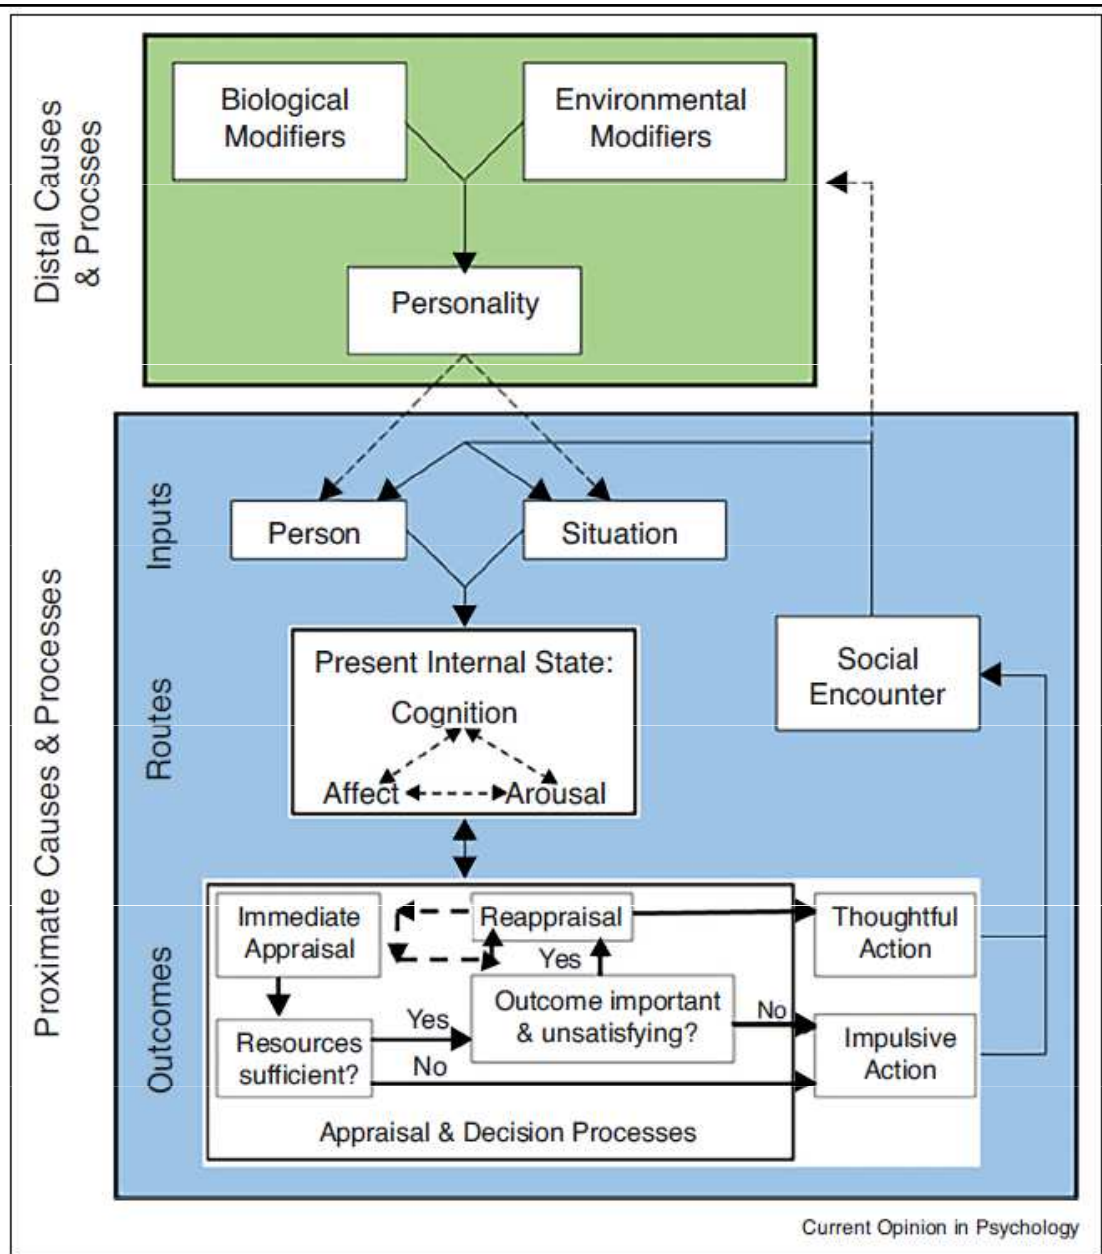 Distal Causes
& Procsses
Biological
Modifiers
Environmental
Modifiers
Personality
Proximate Causes & Processes
Inputs
Person
Situation
Routes
Present Internal State:
Cognition
Affect
Arousal
Social
Encounter
Outcomes
Immediate
Appraisal
Reappraisal
Thoughtful
Action
Yes
Resources
sufficient?
Yes
No
Outcome important
& unsatisfying?
No
Impulsive
Action
Appraisal & Decision Processes
Current Opinion in Psychology